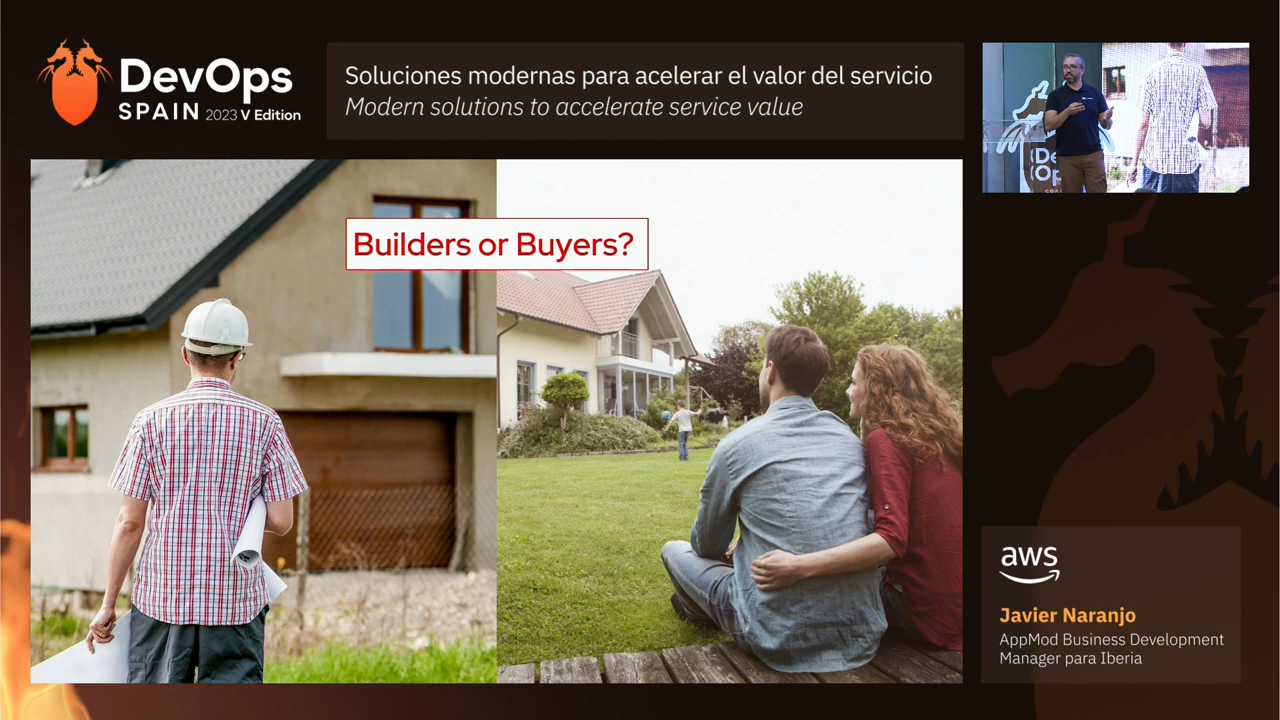 DevOps
SPAIN 2023 V Edition
Soluciones modernas para acelerar el valor del servicio
Modern solutions to accelerate service value
Builders or Buyers?
aws
Javier Naranjo
AppMod Business Development
Manager para Iberia